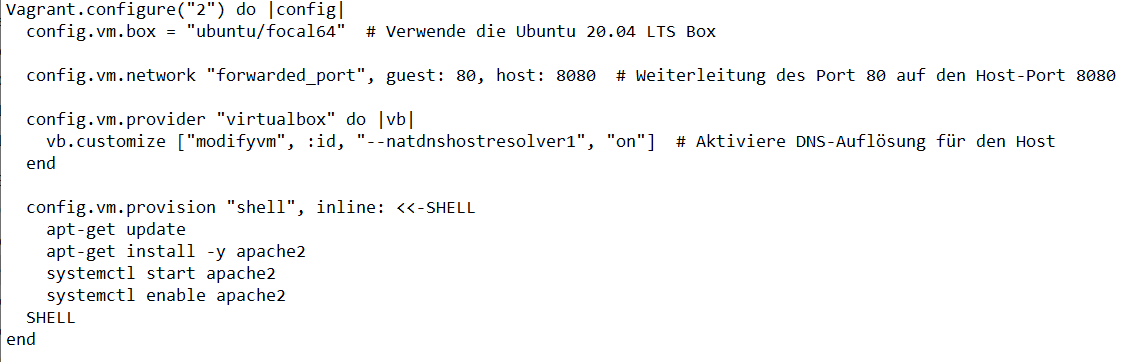 Vagrant.configure("2") do |config|
  config.vm.box = "ubuntu/focal64"  # Verwende die Ubuntu 20.04 LTS Box
  config.vm.network "forwarded_port", guest: 80, host: 8080  # Weiterleitung des Port 80 auf den Host-Port 8080
  config.vm.provider "virtualbox" do |vb|
    vb.customize ["modifyvm", :id, "--natdnshostresolver1", "on"]  # Aktiviere DNS-Auflösung für den Host
  end
  config.vm.provision "shell", inline: <<-SHELL
    apt-get update
    apt-get install -y apache2
    systemctl start apache2
    systemctl enable apache2
  SHELL
end